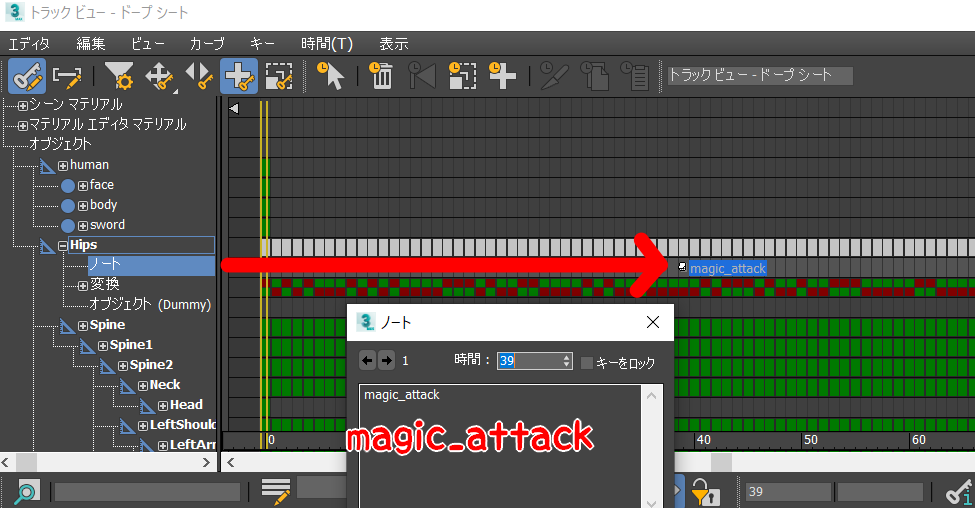 トラック ビュー - ドープ シート
エディタ 編集 ビュー カーブ キー 時間(T) 表示
トラック ビュー - ドープ シート
シーン マテリアル
マテリアル エディタ マテリアル
オブジェクト
human
face
body
sword
Hips
ノート
magic_attack
変換
オブジェクト (Dummy)
Spine
Spine1
Spine2
Neck
Head
LeftShoul
LeftArr
ノート
1 時間： 39 キーをロック
magic_attack
magic_attack
0 40 50 60
39